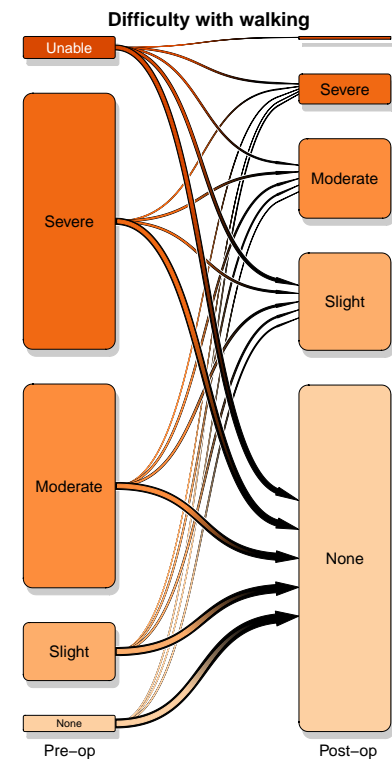 Difficulty with walking
Unable
Severe
Moderate
Slight
None
Severe
Moderate
Slight
None
Pre−op
Post−op